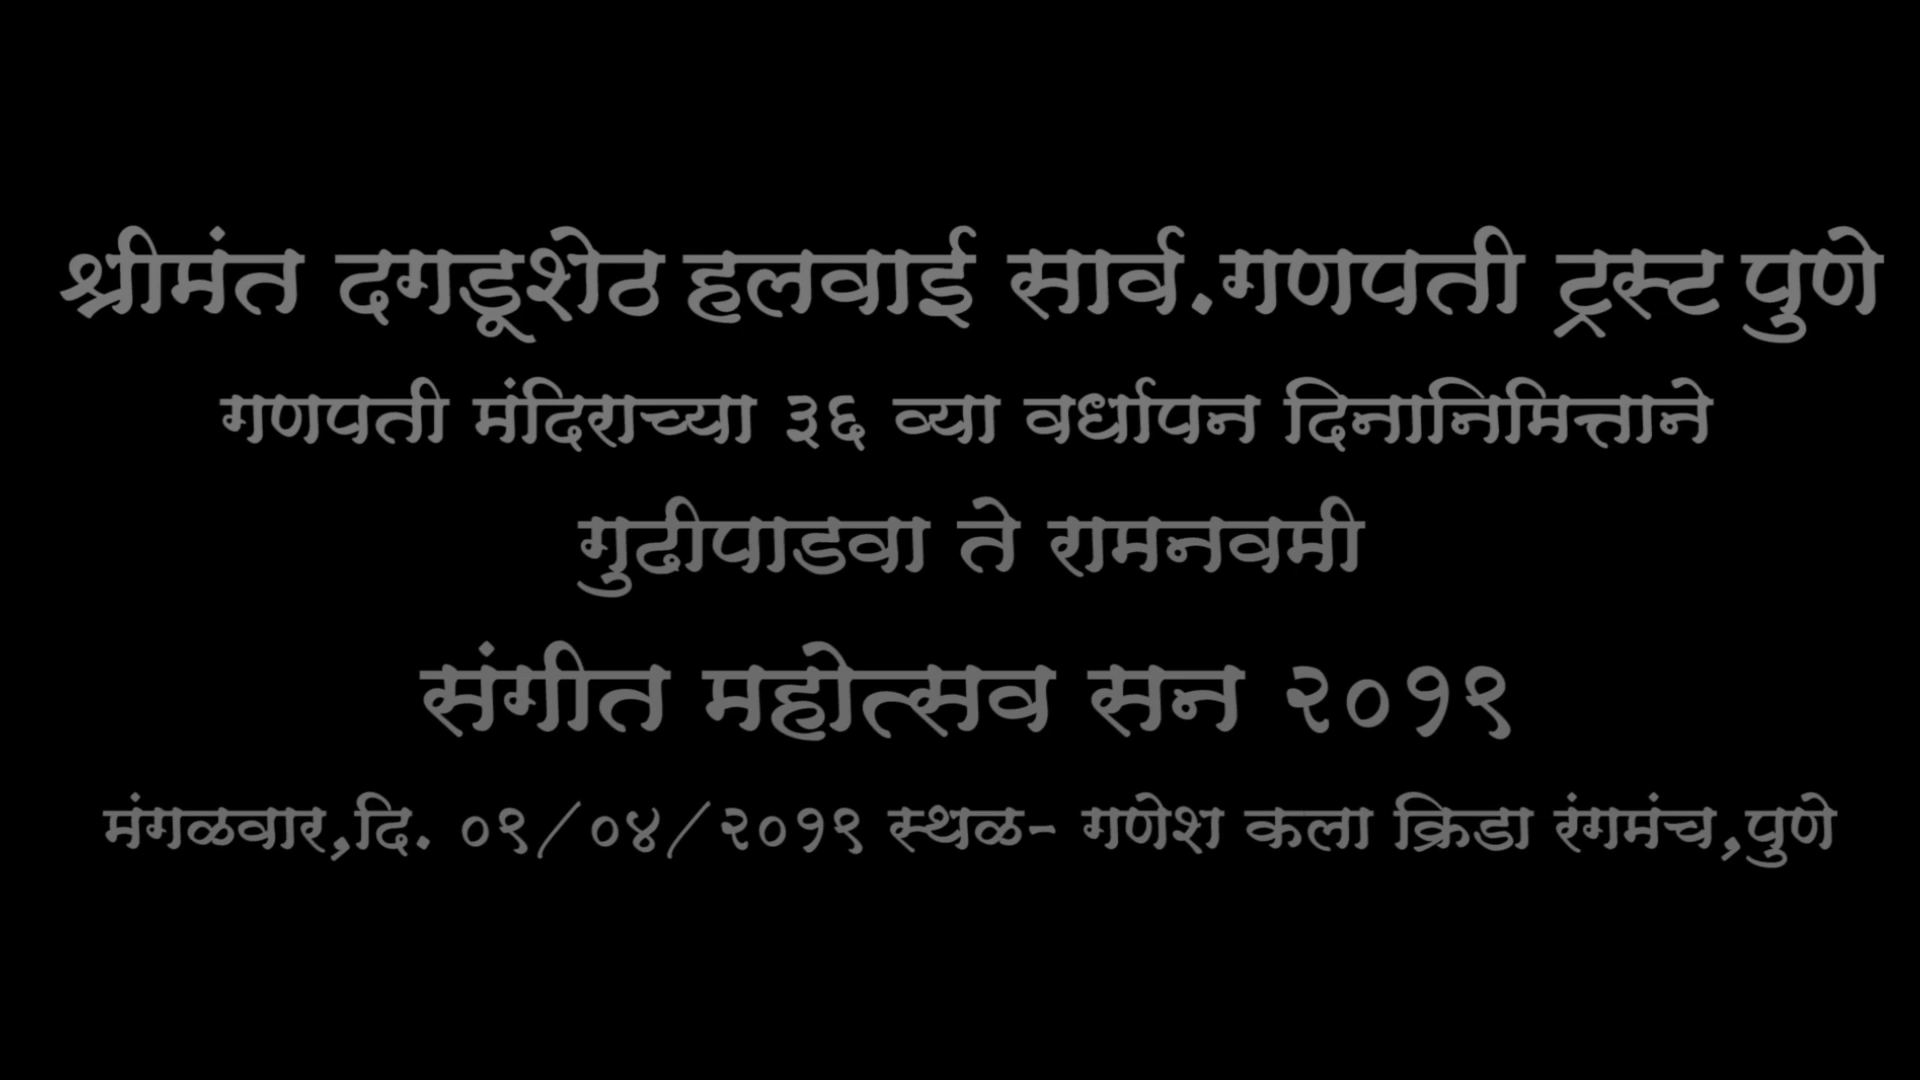 श्रीमंत दगडूशेठ हलवाई सार्व.गणपती ट्रस्ट पुणे
गणपती मंदिराच्या ३६ व्या वर्धापन दिनानिमित्ताने
गुढीपाडवा ते रामनवमी
संगीत महोत्सव सन २०१९
मंगळवार,दि. ०९/०४/२०१९ स्थळ- गणेश कला क्रिडा रंगमंच,पुणे